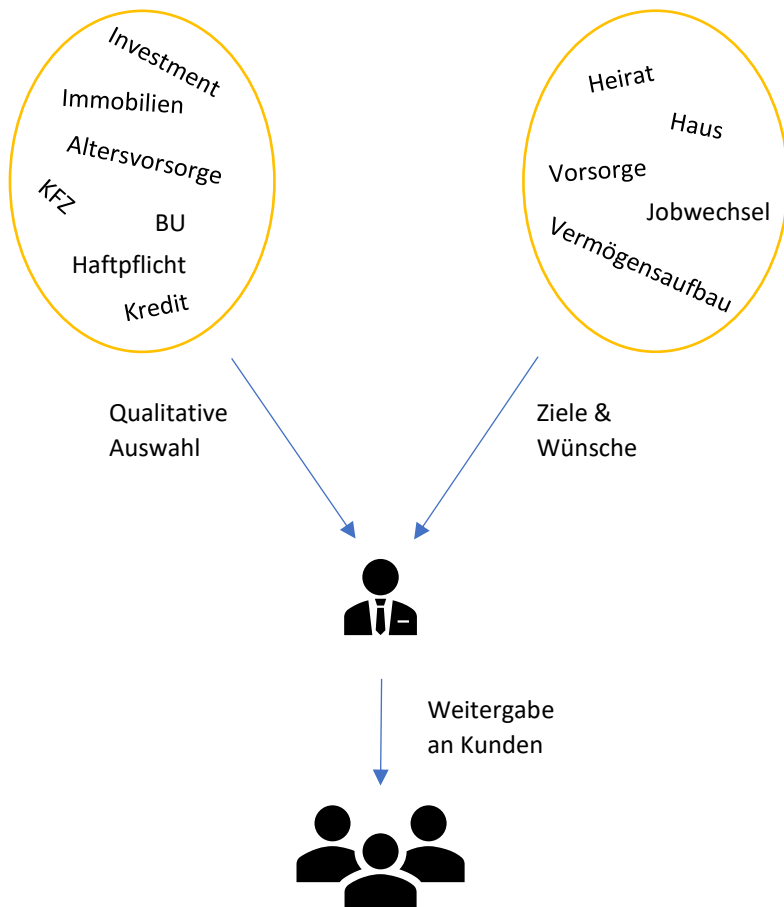 Investment
Immobilien
Altersvorsorge
KFZ
BU
Haftpflicht
Kredit
Heirat
Haus
Vorsorge
Jobwechsel
Vermögensaufbau
Qualitative
Auswahl
Ziele &
Wünsche
Weitergabe
an Kunden